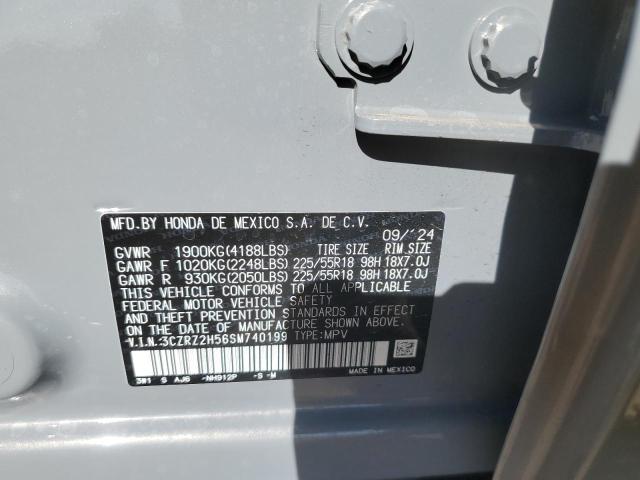 MFD.BY HONDA DE MEXICO S.A. DE C.V.
09/'24
GVWR 1900KG(4188LBS) TIRE SIZE RIM SIZE
GAWR F 1020KG(2248LBS) 225/55R18 98H 18X7.0J
GAWR R 930KG(2050LBS) 225/55R18 98H 18X7.0J
THIS VEHICLE CONFORMS TO ALL APPLICABLE
FEDERAL MOTOR VEHICLE SAFETY
AND THEFT PREVENTION STANDARDS IN EFFECT
ON THE DATE OF MANUFACTURE SHOWN ABOVE.
V.I.N.:3CZRZ2H56SM740199 TYPE:MPV
3W1 S AJ6 -NH912P -S -M
MADE IN MEXICO